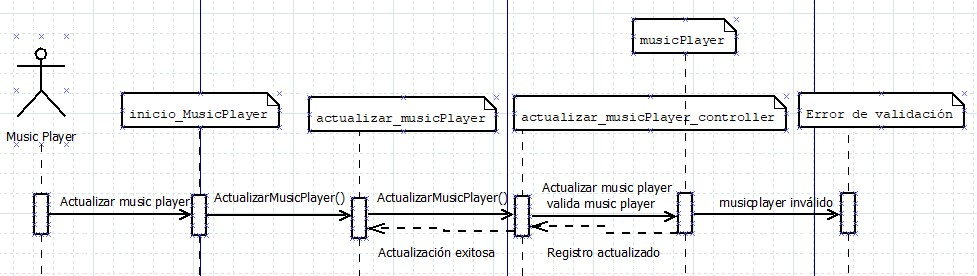 musicPlayer
inicio_MusicPlayer
actualizar_musicPlayer
actualizar_musicPlayer_controller
Error de validación
Music Player
Actualizar music player
ActualizarMusicPlayer()
ActualizarMusicPlayer()
Actualizar music player
valida music player
musicplayer inválido
Actualización exitosa
Registro actualizado